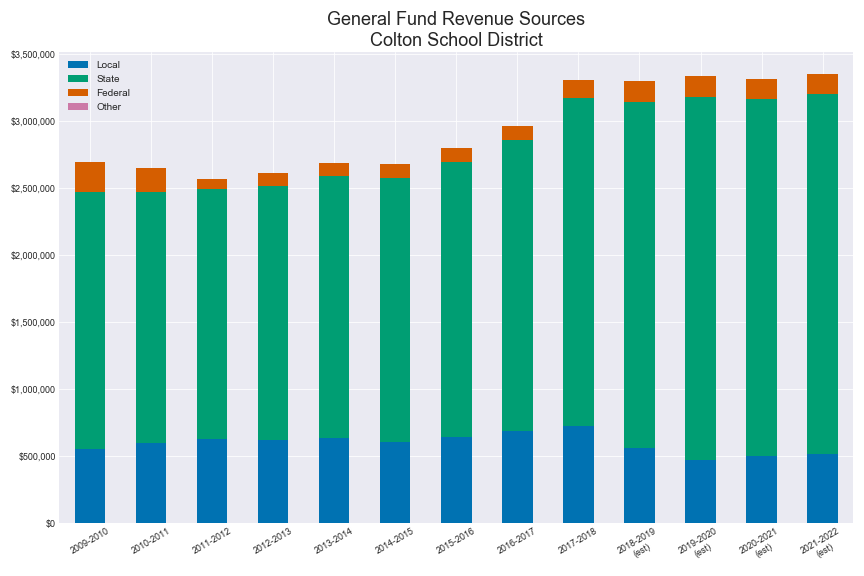 General Fund Revenue Sources
Colton School District
$3,500,000
$3,000,000
$2,500,000
$2,000,000
$1,500,000
$1,000,000
$500,000
$0
Local
State
Federal
Other
2009-2010
2010-2011
2011-2012
2012-2013
2013-2014
2014-2015
2015-2016
2016-2017
2017-2018
2018-2019
(est)
2019-2020
(est)
2020-2021
(est)
2021-2022
(est)